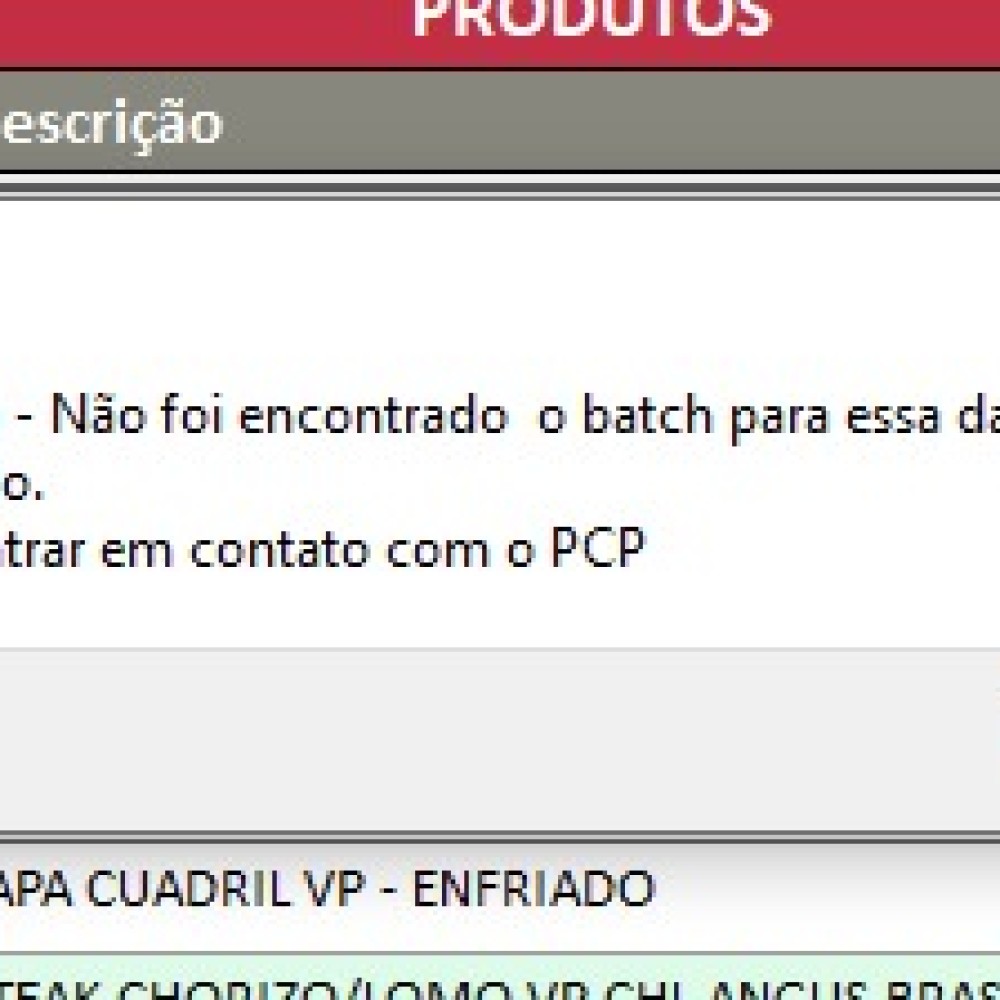 PRODUTOS
escrição
- Não foi encontrado o batch para essa
o.
trar em contato com o PCP
APA CUADRIL VP - ENFRIADO
TEAK CHORIZO/LOMO VP CHL ANGUS BRAS